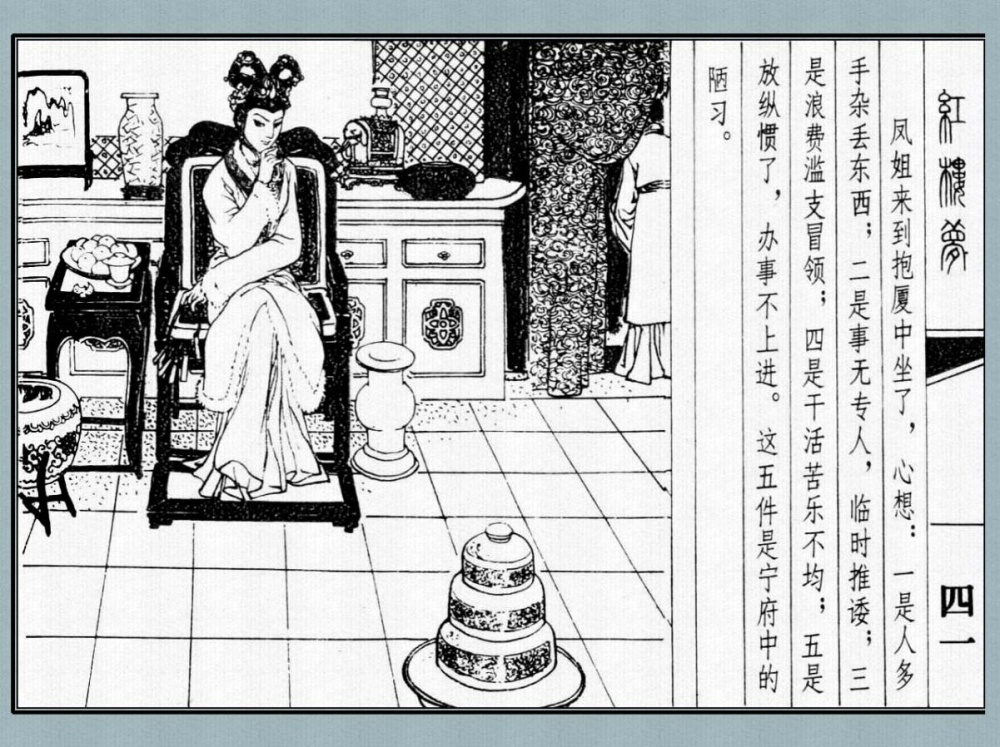 紅樓夢
四一
凤姐来到抱厦中坐了，心想：一是人多
手杂丢东西；二是事无专人，临时推诿；三
是浪费滥支冒领；四是干活苦乐不均；五是
放纵惯了，办事不上进。这五件是宁府中的
陋习。